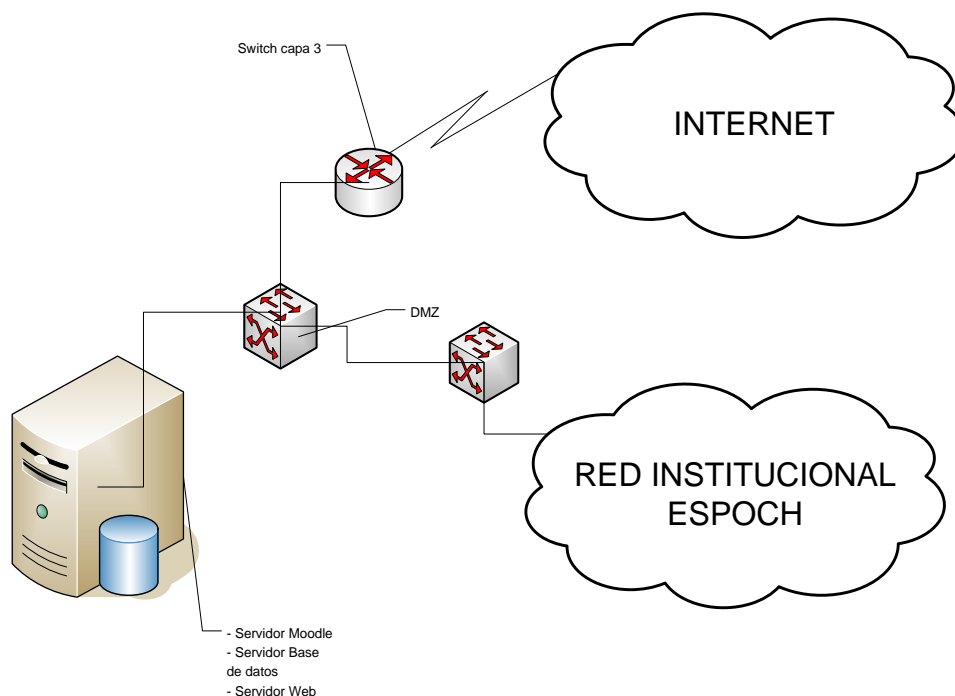 Switch capa 3
INTERNET
DMZ
RED INSTITUCIONAL
ESPOCH
- Servidor Moodle
- Servidor Base
de datos
- Servidor Web